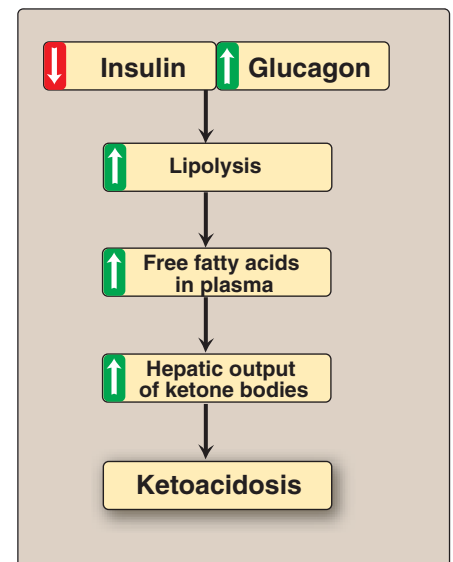 Insulin Glucagon
Lipolysis
Free fatty acids
in plasma
Hepatic output
of ketone bodies
Ketoacidosis